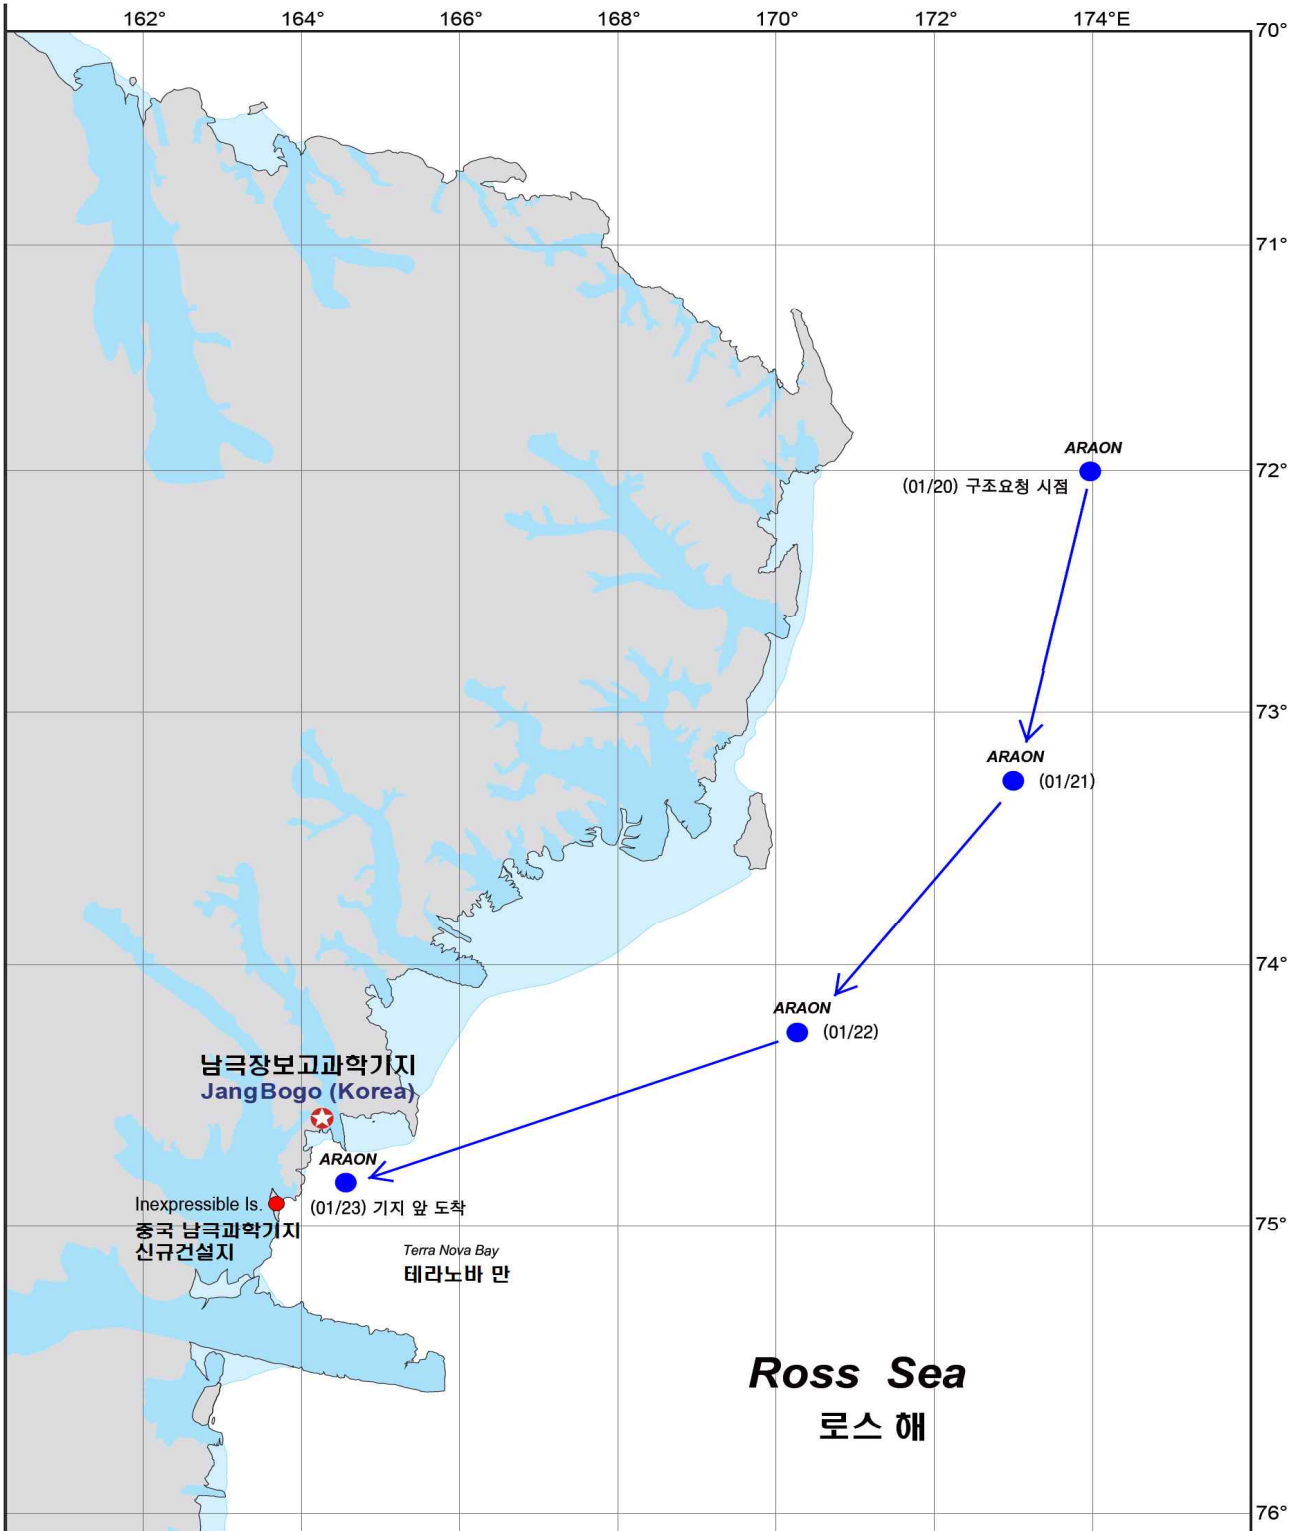 162°
164°
166°
168°
170°
172°
174°E
70°
71°
ARAON
72°
(01/20) 구조요청 시점
73°
ARAON
(01/21)
74°
ARAON
(01/22)
남극장보고과학기지
JangBogo (Korea)
ARAON
(01/23) 기지 앞 도착
Inexpressible Is.
중국 남극과학기지
신규건설지
75°
Terra Nova Bay
테라노바 만
Ross Sea
로스 해
76°